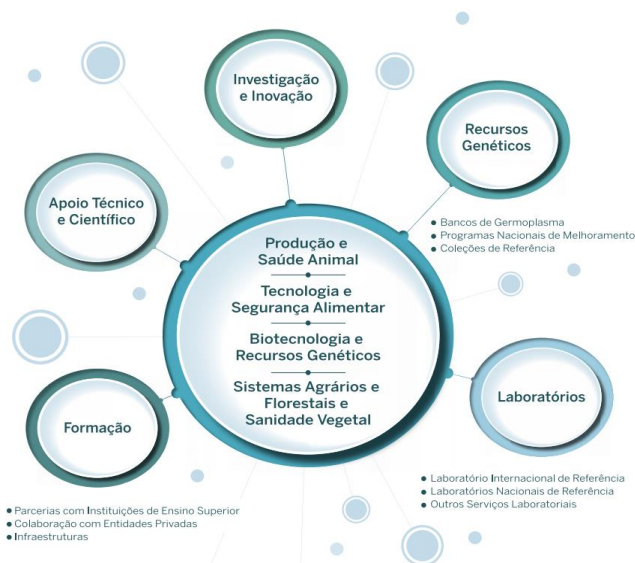 Investigação
e Inovação
Recursos
Genéticos
● Bancos de Germoplasma
● Programas Nacionais de Melhoramento
● Coleções de Referência
Apoio Técnico
e Científico
Produção e
Saúde Animal
Tecnologia e
Segurança Alimentar
Biotecnologia e
Recursos Genéticos
Sistemas Agrários e
Florestais e
Sanidade Vegetal
Laboratórios
● Laboratório Internacional de Referência
● Laboratórios Nacionais de Referência
● Outros Serviços Laboratoriais
Formação
● Parcerias com Instituições de Ensino Superior
● Colaboração com Entidades Privadas
● Infraestruturas